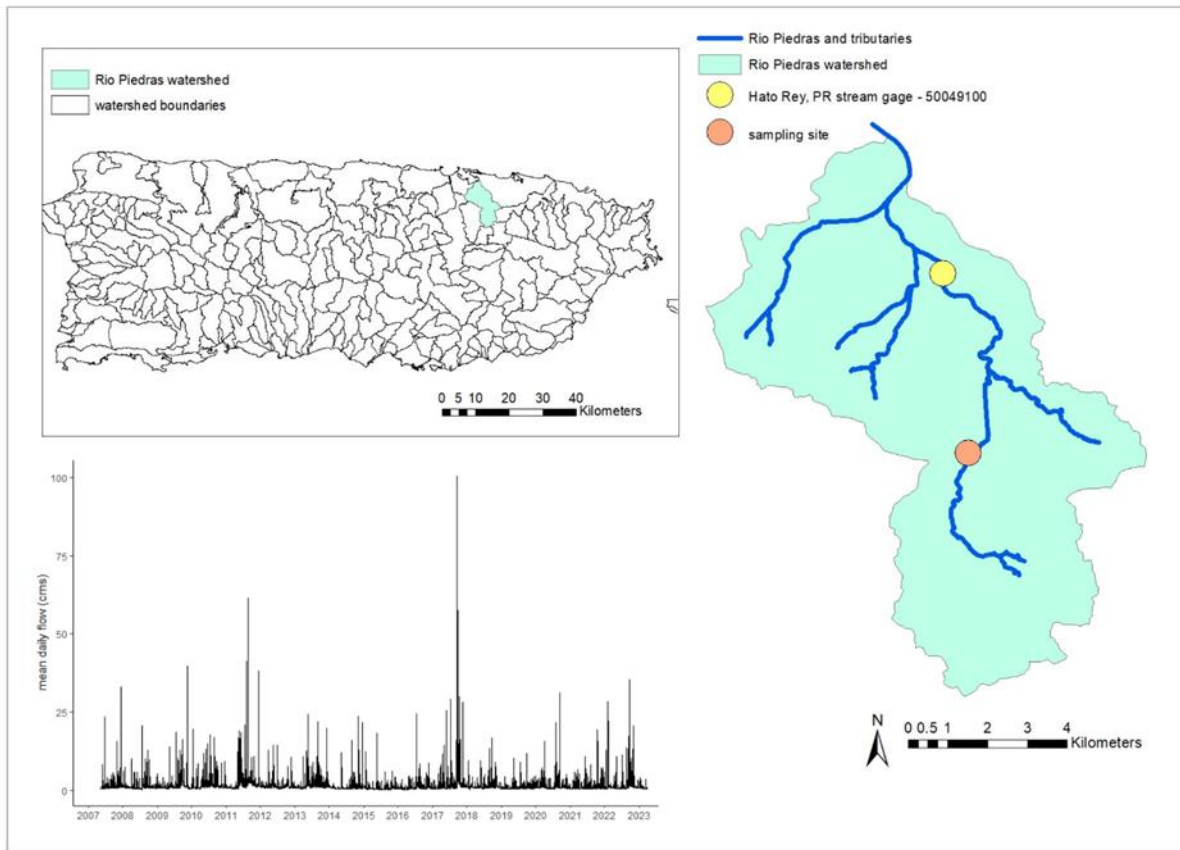 Rio Piedras watershed
watershed boundaries
0 5 10 20 30 40
Kilometers
Rio Piedras and tributaries
Rio Piedras watershed
Hato Rey, PR stream gage - 50049100
sampling site
N
0 0.5 1 2 3 4
Kilometers
mean daily flow (cms)
100
75
50
25
0
2007 2008 2009 2010 2011 2012 2013 2014 2015 2016 2017 2018 2019 2020 2021 2022 2023